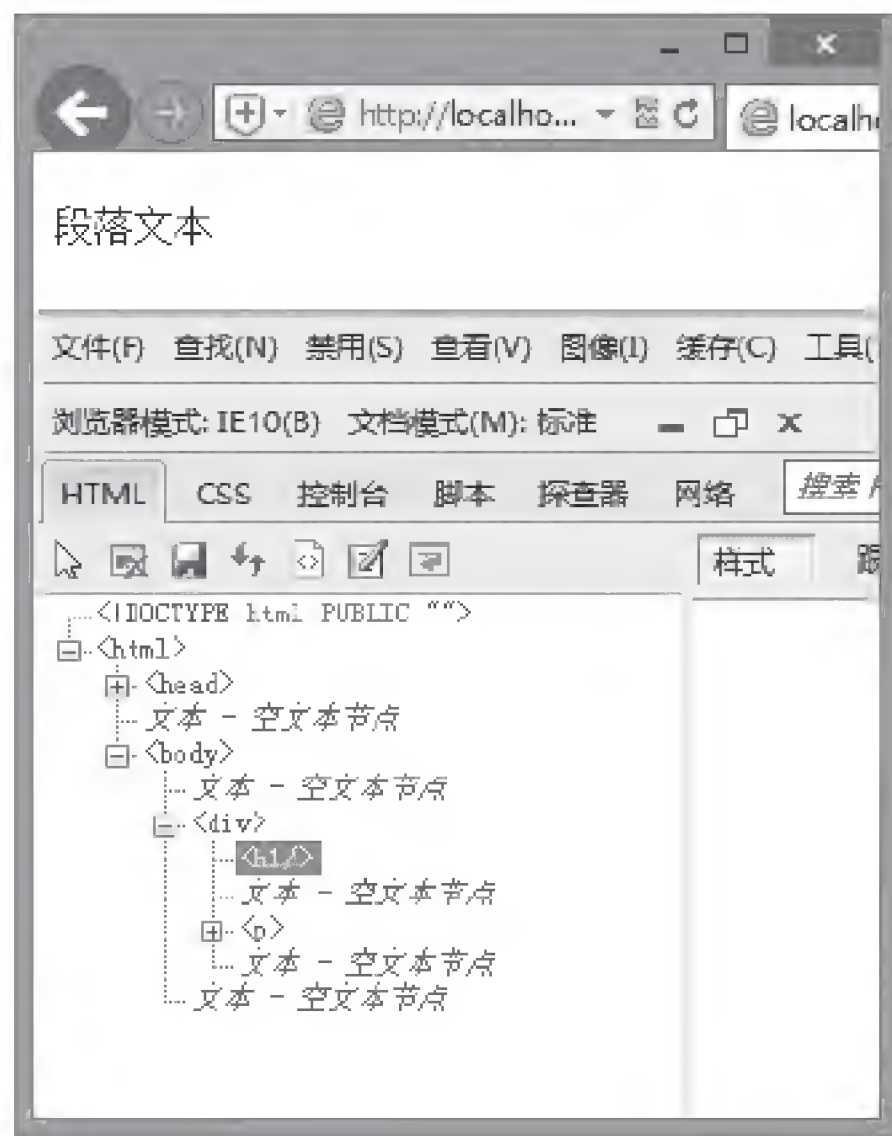 http://localho...
localh
段落文本
文件(F) 查找(N) 禁用(S) 查看(V) 图像(I) 缓存(C) 工具(
浏览器模式: IE10(B) 文档模式(M): 标准
HTML CSS 控制台 脚本 探查器 网络 搜索
样式 跟
<!DOCTYPE html PUBLIC "">
<html>
<head>
文本 - 空文本节点
<body>
文本 - 空文本节点
<div>
<h1/>
文本 - 空文本节点
<p>
文本 - 空文本节点
文本 - 空文本节点